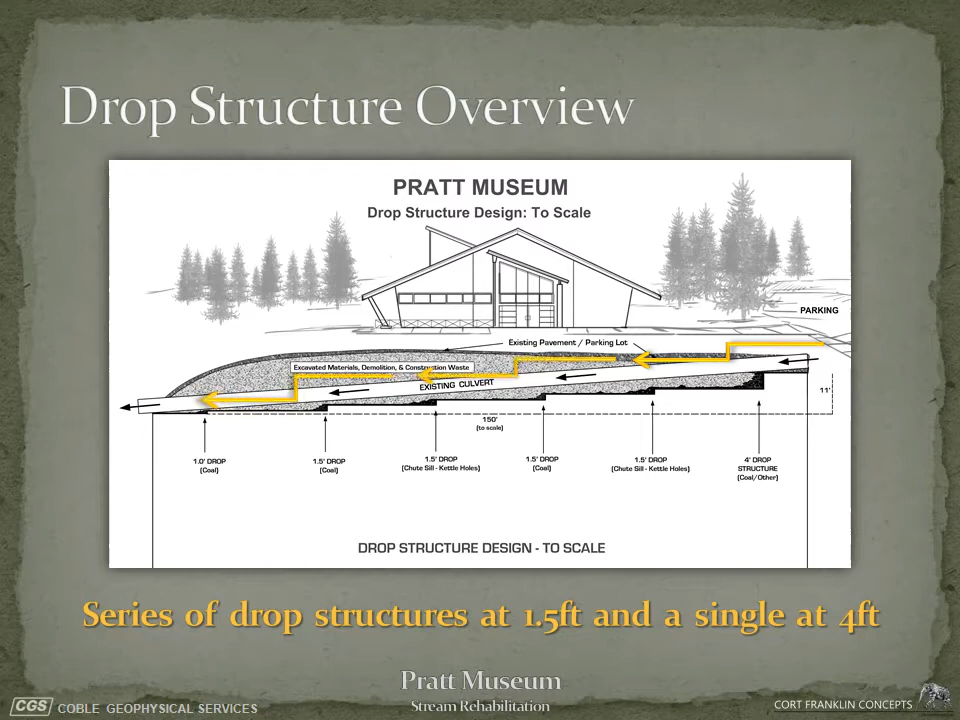 Drop Structure Overview
PRATT MUSEUM
Drop Structure Design: To Scale
PARKING
Existing Pavement / Parking Lot
Excavated Materials, Demolition, & Construction Waste
EXISTING CULVERT
11'
150'
(to scale)
1.0' DROP
(Coal)
1.5' DROP
(Coal)
1.5' DROP
(Chute Sill - Kettle Holes)
1.5' DROP
(Coal)
1.5' DROP
(Chute Sill - Kettle Holes)
4' DROP
STRUCTURE
(Coal/Other)
DROP STRUCTURE DESIGN - TO SCALE
Series of drop structures at 1.5ft and a single at 4ft
Pratt Museum
Stream Rehabilitation
CGS COBLE GEOPHYSICAL SERVICES
CORT FRANKLIN CONCEPTS